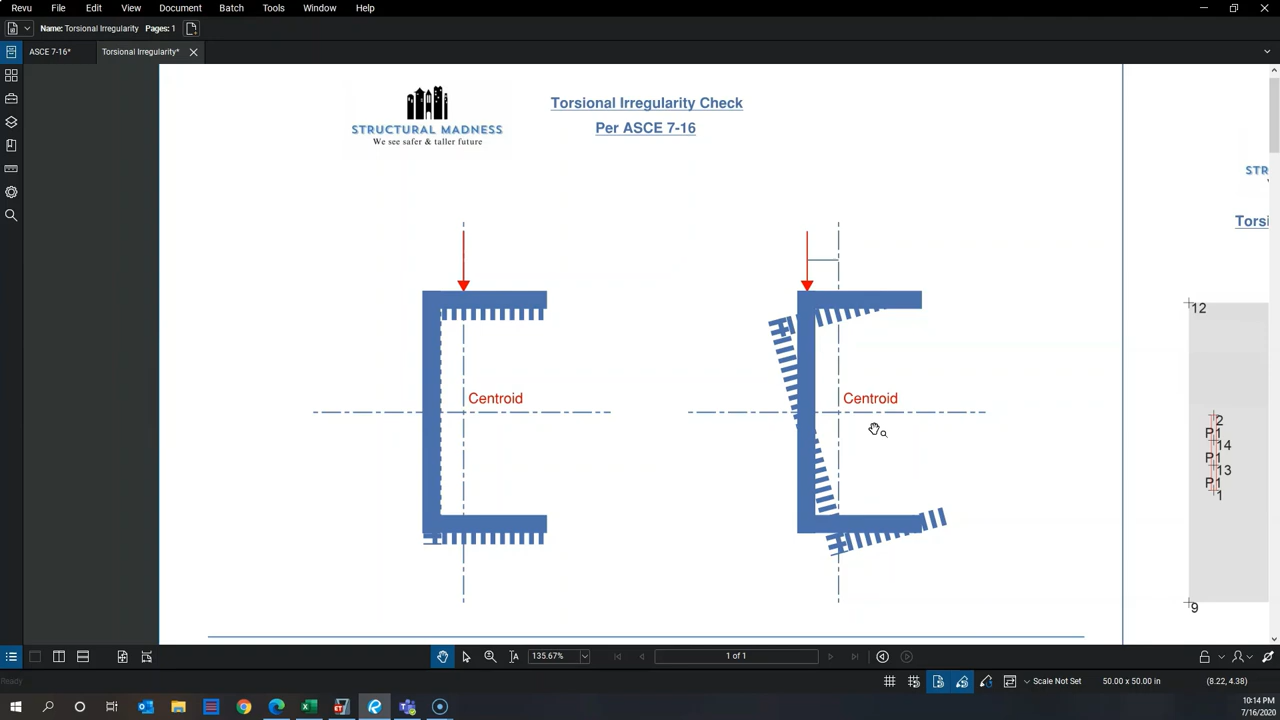 Revu File Edit View Document Batch Tools Window Help
Name: Torsional Irregularity Pages: 1
ASCE 7-16*
Torsional Irregularity*
STRUCTURAL MADNESS
We see safer & taller future
Torsional Irregularity Check
Per ASCE 7-16
STR
Torsi
Centroid
Centroid
12
2
P1
14
P1
13
P1
1
9
135.67%
1 of 1
Ready
Scale Not Set
50.00 x 50.00 in
(8.22, 4.38)
10:14 PM
7/16/2020